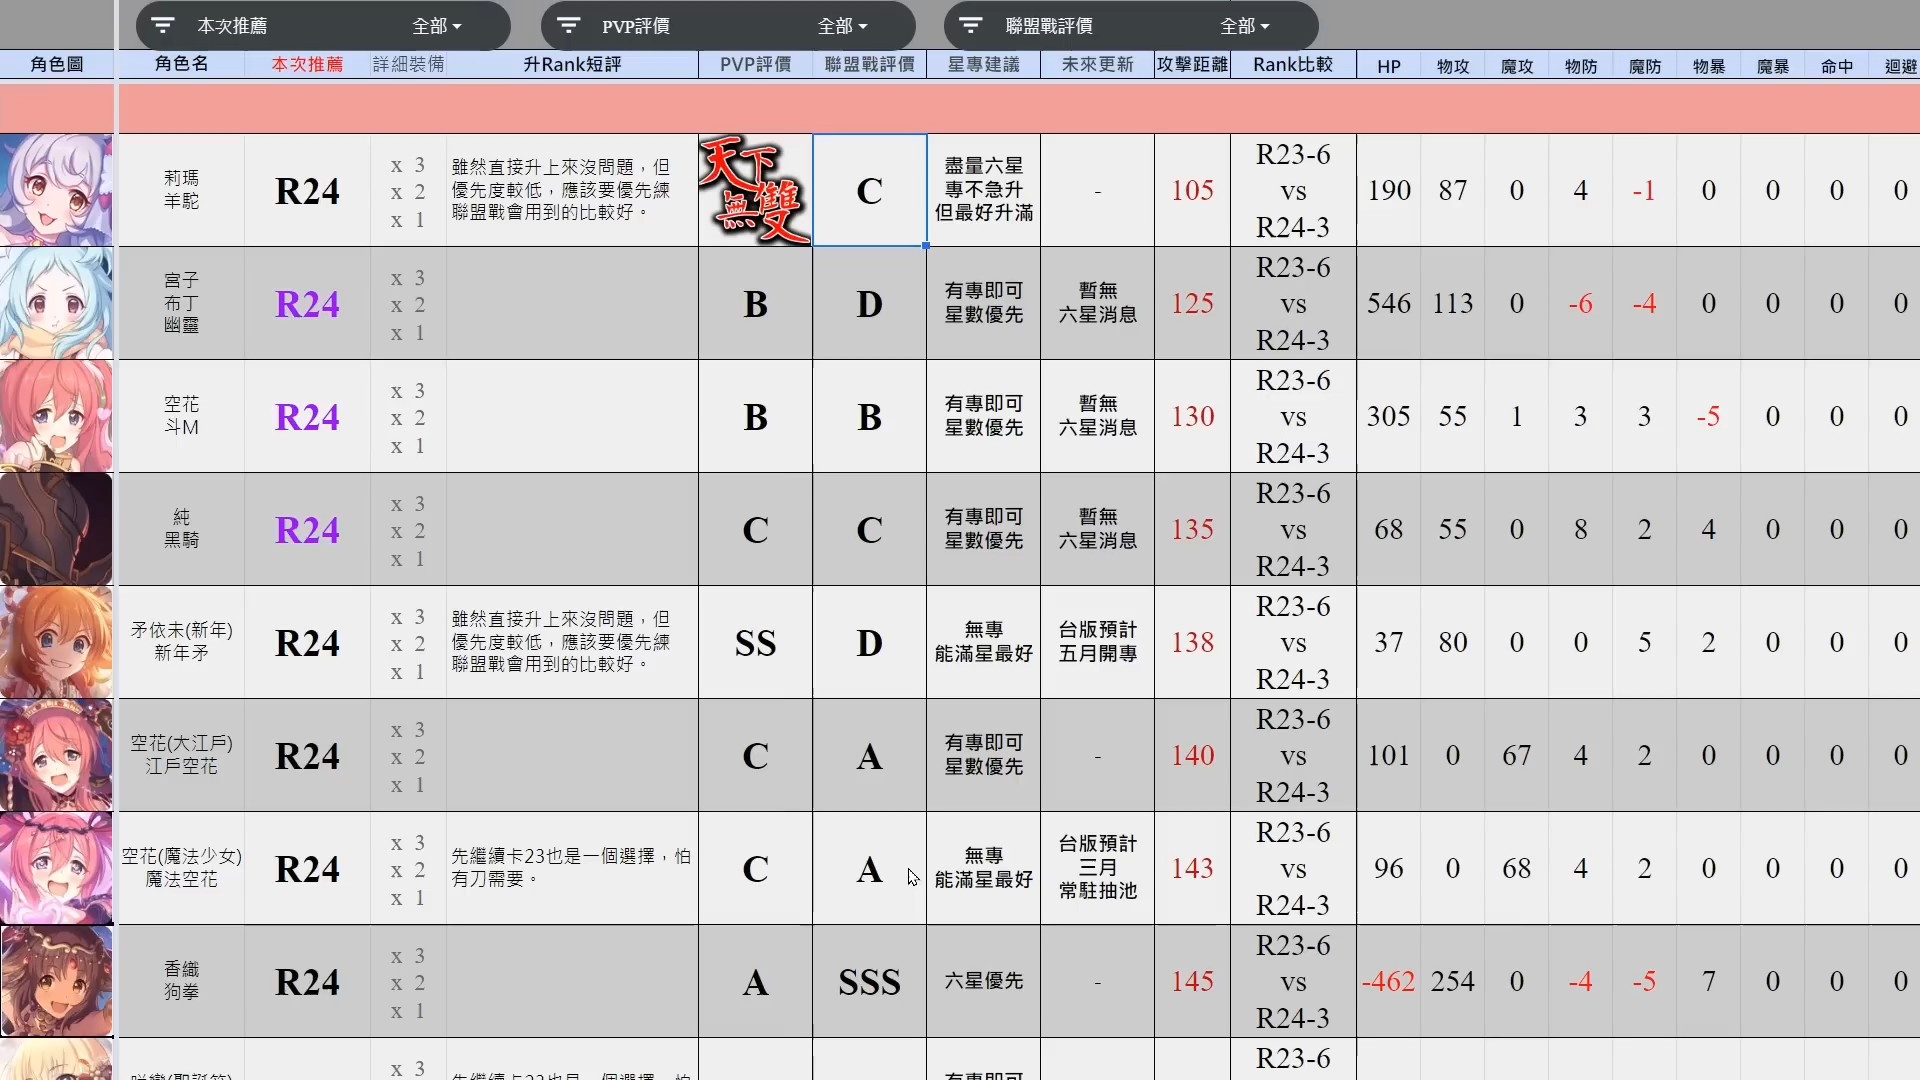 本次推薦 全部 PVP評價 全部 聯盟戰評價 全部
角色圖 角色名 本次推薦 詳細裝備 升Rank短評 PVP評價 聯盟戰評價 星專建議 未來更新 攻擊距離 Rank比較 HP 物攻 魔攻 物防 魔防 物暴 魔暴 命中 迴避
莉瑪
羊駝
R24
x 3
x 2
x 1
雖然直接升上來沒問題，但
優先度較低，應該要優先練
聯盟戰會用到的比較好。
天下
無雙
C
盡量六星
專不急升
但最好升滿
-
105
R23-6
vs
R24-3
190 87 0 4 -1 0 0 0 0
宮子
布丁
幽靈
R24
x 3
x 2
x 1
B
D
有專即可
星數優先
暫無
六星消息
125
R23-6
vs
R24-3
546 113 0 -6 -4 0 0 0 0
空花
斗M
R24
x 3
x 2
x 1
B
B
有專即可
星數優先
暫無
六星消息
130
R23-6
vs
R24-3
305 55 1 3 3 -5 0 0 0
純
黑騎
R24
x 3
x 2
x 1
C
C
有專即可
星數優先
暫無
六星消息
135
R23-6
vs
R24-3
68 55 0 8 2 4 0 0 0
矛依未(新年)
新年矛
R24
x 3
x 2
x 1
雖然直接升上來沒問題，但
優先度較低，應該要優先練
聯盟戰會用到的比較好。
SS
D
無專
能滿星最好
台版預計
五月開專
138
R23-6
vs
R24-3
37 80 0 0 5 2 0 0 0
空花(大江戶)
江戶空花
R24
x 3
x 2
x 1
C
A
有專即可
星數優先
-
140
R23-6
vs
R24-3
101 0 67 4 2 0 0 0 0
空花(魔法少女)
魔法空花
R24
x 3
x 2
x 1
先繼續卡23也是一個選擇，怕
有刀需要。
C
A
無專
能滿星最好
台版預計
三月
常駐抽池
143
R23-6
vs
R24-3
96 0 68 4 2 0 0 0 0
香織
狗拳
R24
x 3
x 2
x 1
A
SSS
六星優先
-
145
R23-6
vs
R24-3
-462 254 0 -4 -5 7 0 0 0
x 3
R23-6